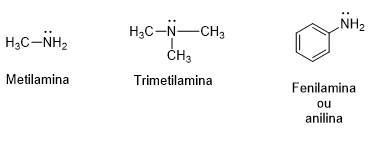 H₃C–NH₂
Metilamina
H₃C–N–CH₃
CH₃
Trimetilamina
NH₂
Fenilamina
ou
anilina